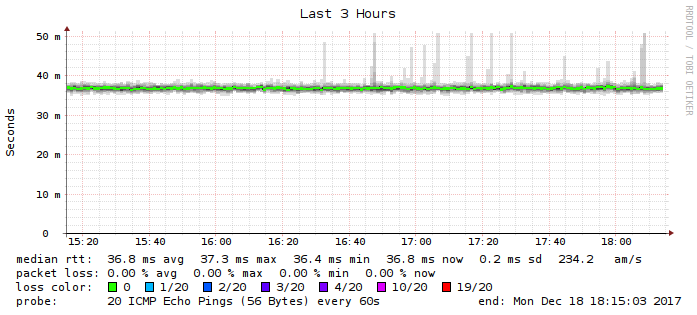 Last 3 Hours
RRDTOOL / TOBI OETIKER
Seconds
50 m
40 m
30 m
20 m
10 m
0
15:20 15:40 16:00 16:20 16:40 17:00 17:20 17:40 18:00
median rtt: 36.8 ms avg 37.3 ms max 36.4 ms min 36.8 ms now 0.2 ms sd 234.2 am/s
packet loss: 0.00 % avg 0.00 % max 0.00 % min 0.00 % now
loss color: 0 1/20 2/20 3/20 4/20 10/20 19/20
probe: 20 ICMP Echo Pings (56 Bytes) every 60s end: Mon Dec 18 18:15:03 2017